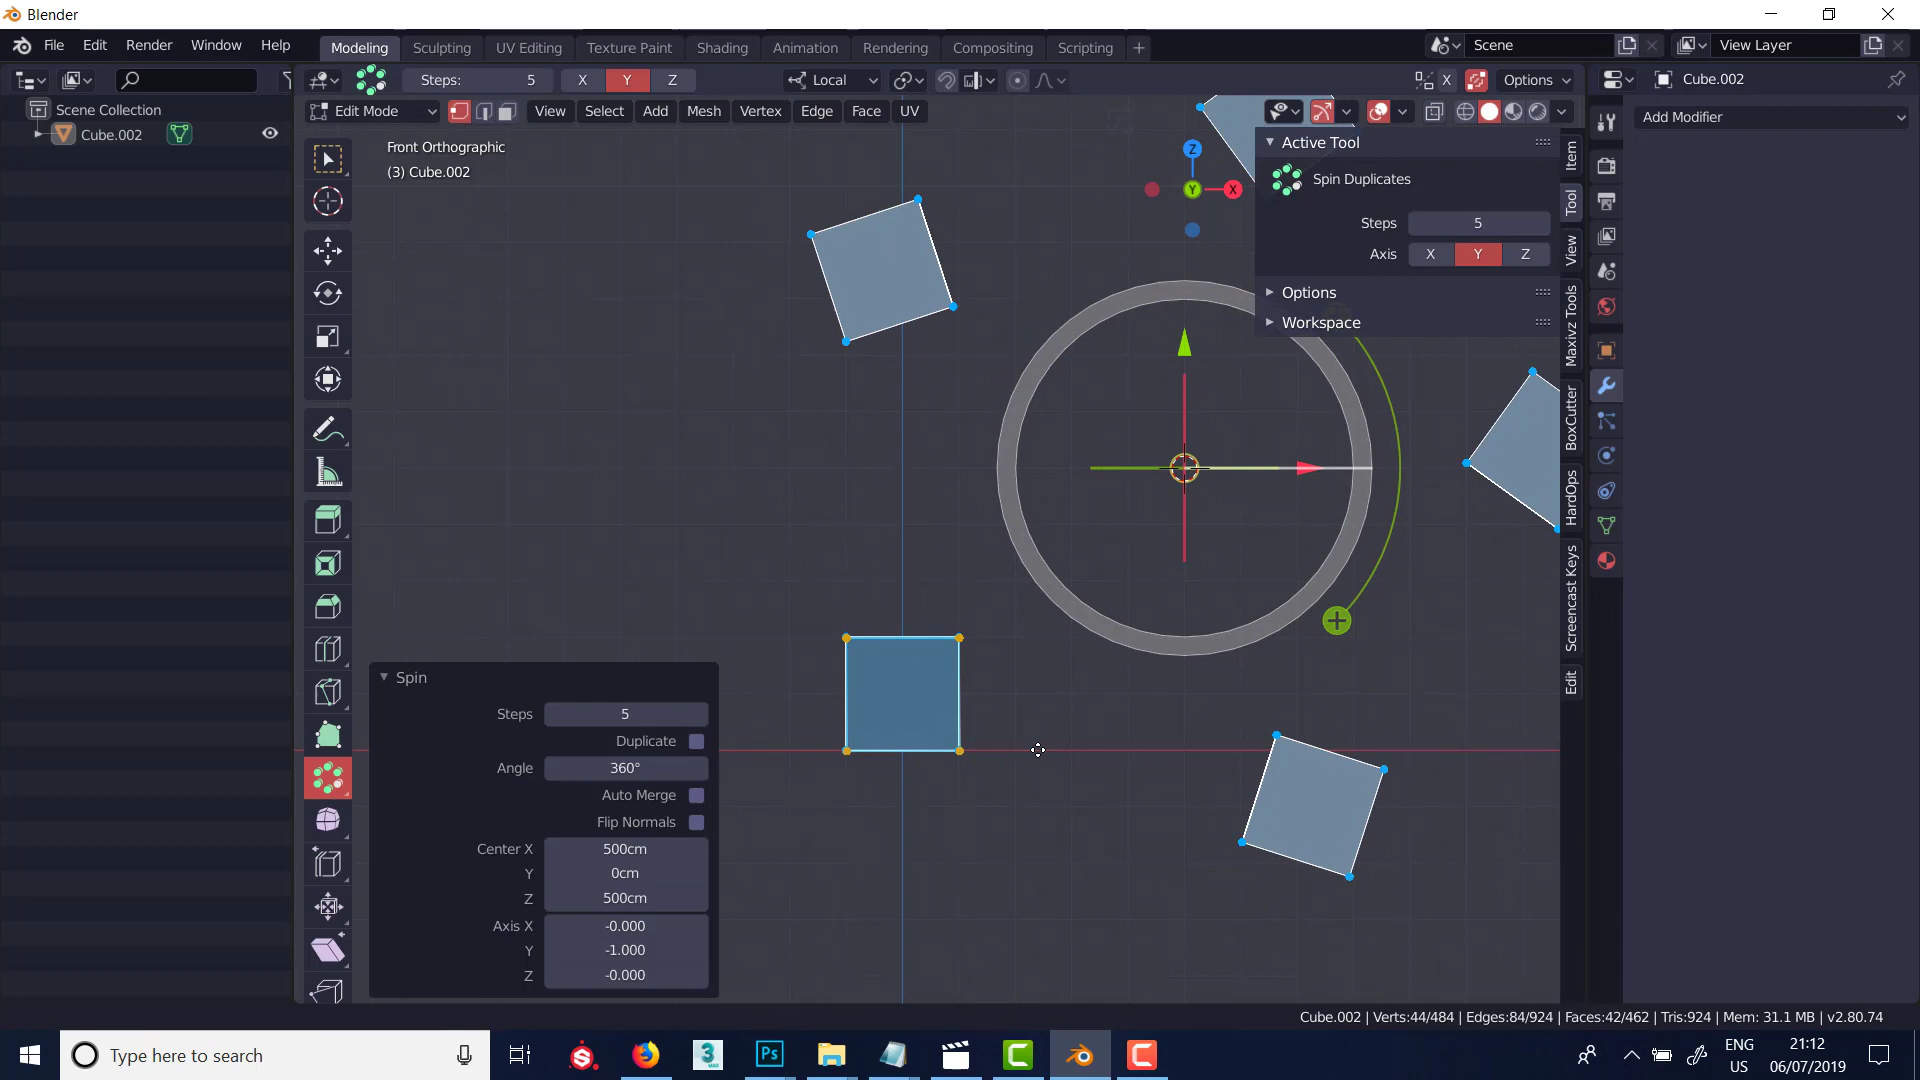 Blender
File Edit Render Window Help
Modeling Sculpting UV Editing Texture Paint Shading Animation Rendering Compositing Scripting +
Scene
View Layer
Steps: 5 X Y Z
Local
X
Options
Cube.002
Scene Collection
Cube.002
Edit Mode
View Select Add Mesh Vertex Edge Face UV
Add Modifier
Front Orthographic
(3) Cube.002
Z
Y
X
Active Tool
Spin Duplicates
Steps 5
Axis X Y Z
Options
Workspace
Item
Tool
View
Maxivz Tools
BoxCutter
HardOps
Screencast Keys
Edit
Spin
Steps 5
Duplicate
Angle 360°
Auto Merge
Flip Normals
Center X 500cm
Y 0cm
Z 500cm
Axis X -0.000
Y -1.000
Z -0.000
Cube.002 | Verts:44/484 | Edges:84/924 | Faces:42/462 | Tris:924 | Mem: 31.1 MB | v2.80.74
Type here to search
S
3
MAX
Ps
C
C
ENG
US
21:12
06/07/2019